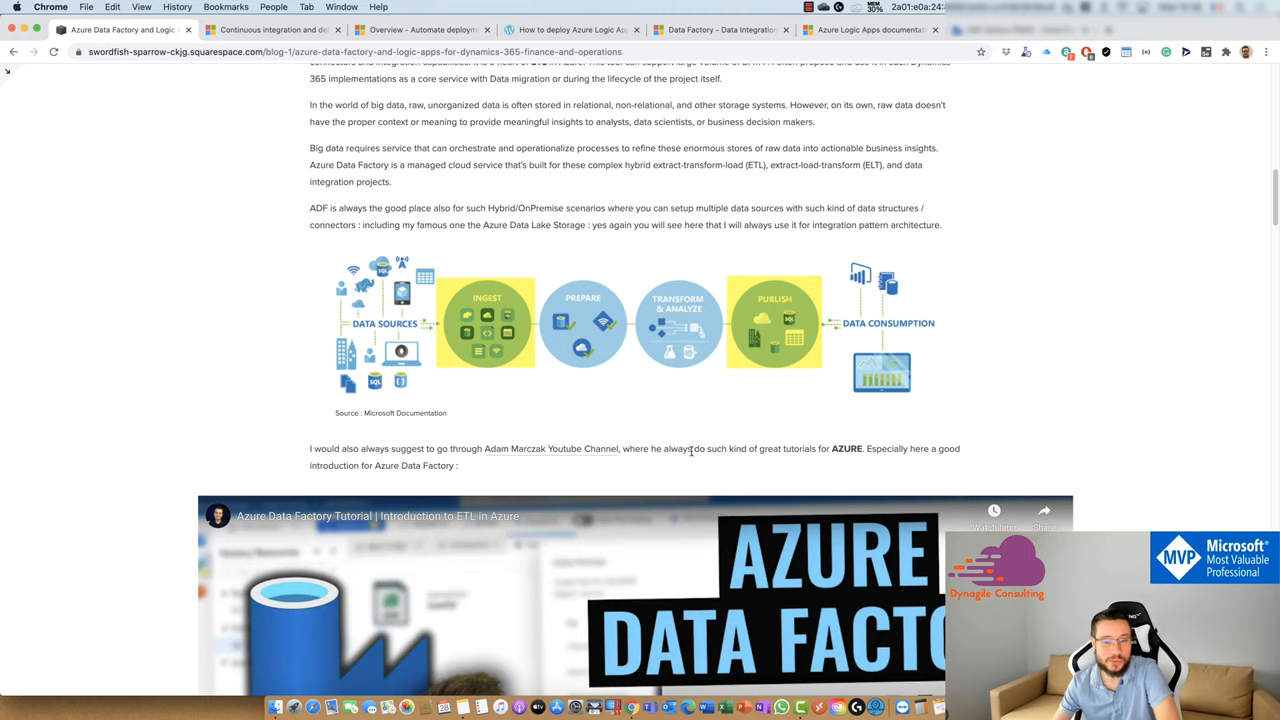 Chrome File Edit View History Bookmarks People Tab Window Help
MEM 30% 2a01:e0a:24:
Azure Data Factory and Logic A
Continuous integration and del
Overview - Automate deploym
How to deploy Azure Logic Ap
Data Factory - Data Integration
Azure Logic Apps documentat
swordfish-sparrow-ckjg.squarespace.com/blog-1/azure-data-factory-and-logic-apps-for-dynamics-365-finance-and-operations
365 implementations as a core service with Data migration or during the lifecycle of the project itself.
In the world of big data, raw, unorganized data is often stored in relational, non-relational, and other storage systems. However, on its own, raw data doesn't
have the proper context or meaning to provide meaningful insights to analysts, data scientists, or business decision makers.
Big data requires service that can orchestrate and operationalize processes to refine these enormous stores of raw data into actionable business insights.
Azure Data Factory is a managed cloud service that's built for these complex hybrid extract-transform-load (ETL), extract-load-transform (ELT), and data
integration projects.
ADF is always the good place also for such Hybrid/OnPremise scenarios where you can setup multiple data sources with such kind of data structures /
connectors : including my famous one the Azure Data Lake Storage : yes again you will see here that I will always use it for integration pattern architecture.
DATA SOURCES
INGEST
PREPARE
TRANSFORM
& ANALYZE
PUBLISH
DATA CONSUMPTION
SQL
SQL
SQL
Source : Microsoft Documentation
I would also always suggest to go through Adam Marczak Youtube Channel, where he always do such kind of great tutorials for AZURE. Especially here a good
introduction for Azure Data Factory :
Azure Data Factory Tutorial | Introduction to ETL in Azure
Watch later
Share
AZURE
DATA FACTO
Dynagile Consulting
MVP
Microsoft®
Most Valuable
Professional